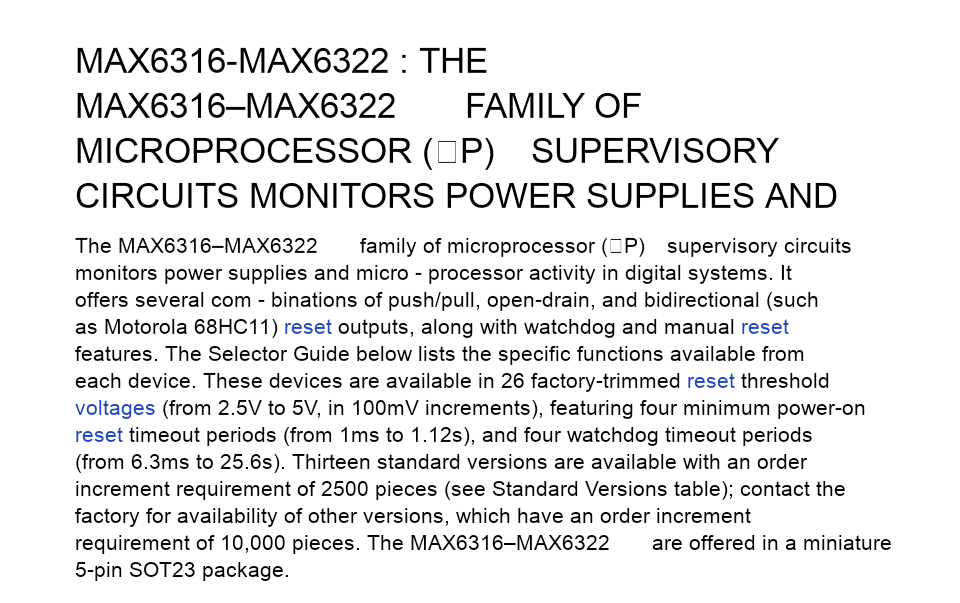 MAX6316-MAX6322 : THE
MAX6316–MAX6322 FAMILY OF
MICROPROCESSOR (□P) SUPERVISORY
CIRCUITS MONITORS POWER SUPPLIES AND
The MAX6316–MAX6322 family of microprocessor (□P) supervisory circuits
monitors power supplies and micro - processor activity in digital systems. It
offers several com - binations of push/pull, open-drain, and bidirectional (such
as Motorola 68HC11) reset outputs, along with watchdog and manual reset
features. The Selector Guide below lists the specific functions available from
each device. These devices are available in 26 factory-trimmed reset threshold
voltages (from 2.5V to 5V, in 100mV increments), featuring four minimum power-on
reset timeout periods (from 1ms to 1.12s), and four watchdog timeout periods
(from 6.3ms to 25.6s). Thirteen standard versions are available with an order
increment requirement of 2500 pieces (see Standard Versions table); contact the
factory for availability of other versions, which have an order increment
requirement of 10,000 pieces. The MAX6316–MAX6322 are offered in a miniature
5-pin SOT23 package.